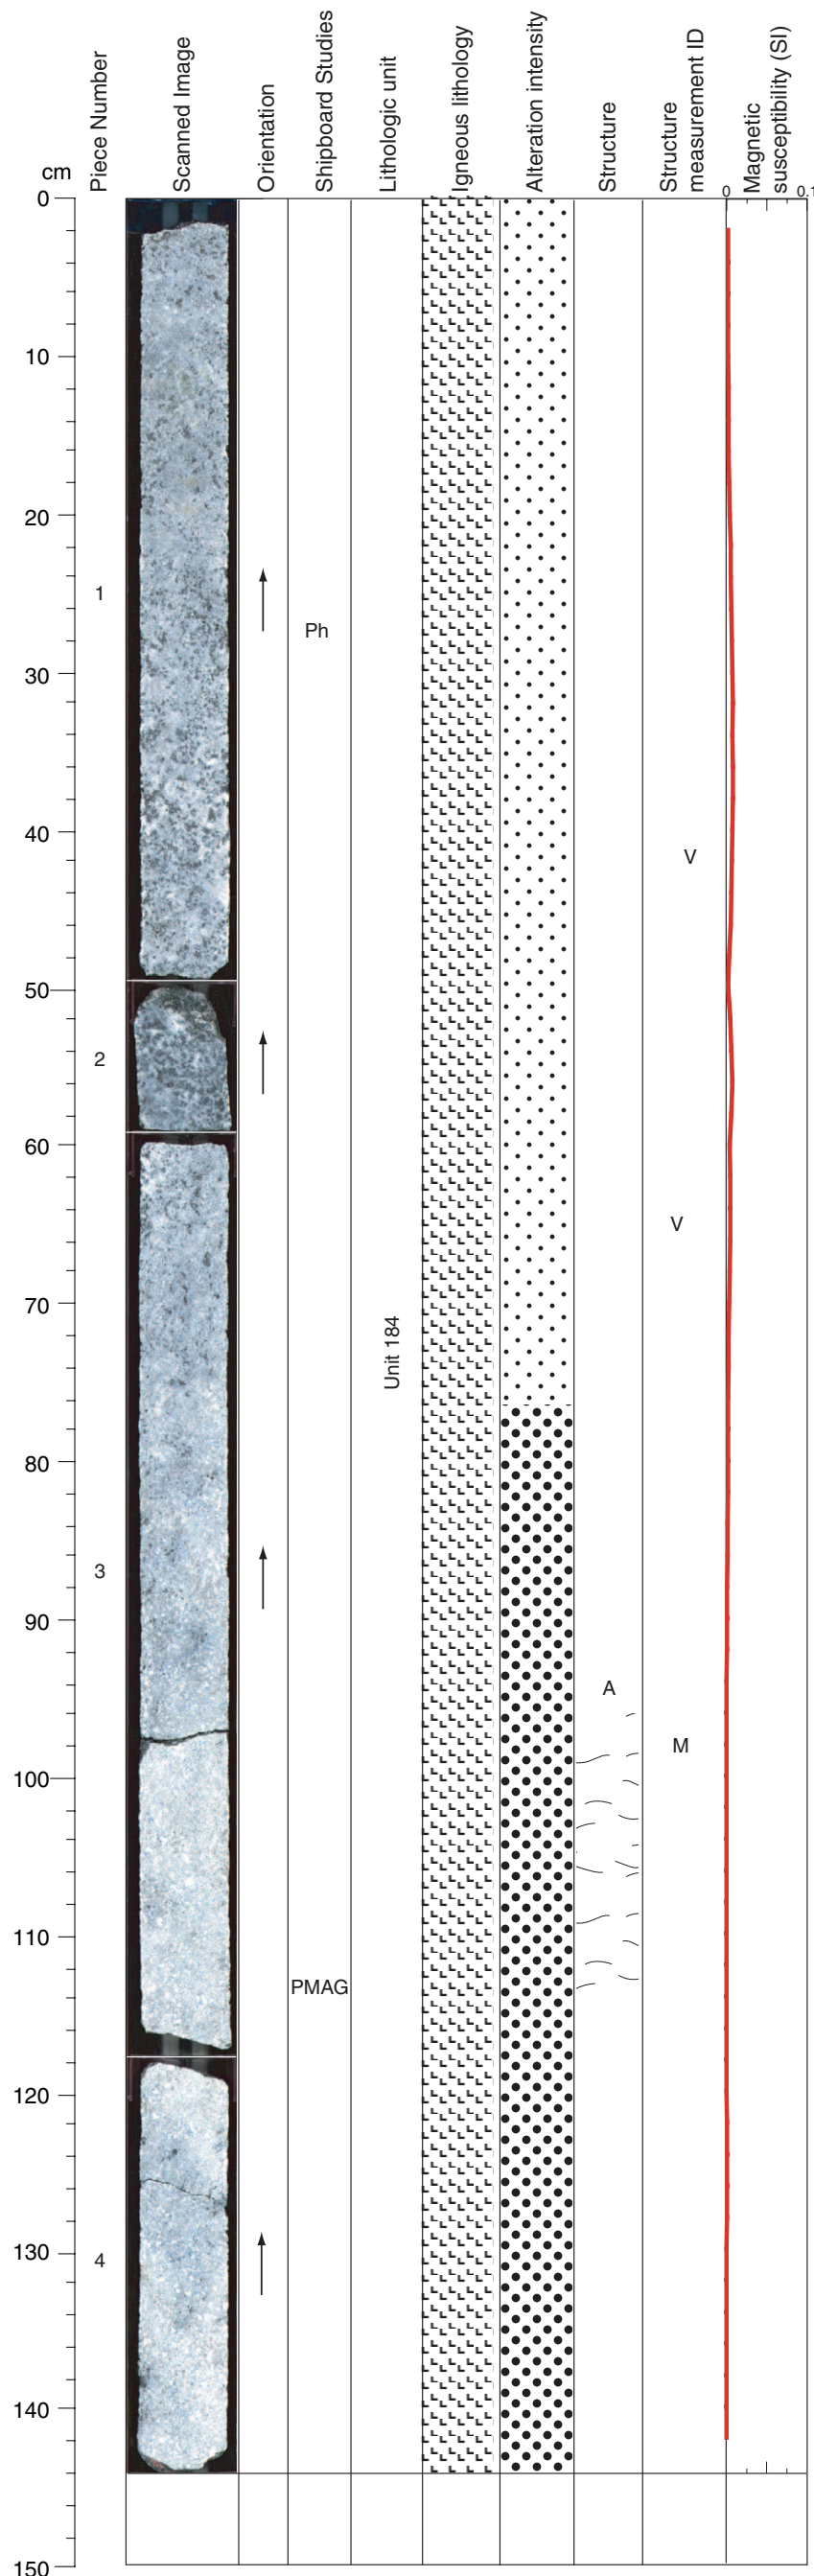 cm
Piece Number
Scanned Image
Orientation
Shipboard Studies
Lithologic unit
Igneous lithology
Alteration intensity
Structure
Structure
measurement ID
Magnetic
susceptibility (SI)
0
0.1
0
10
20
1
Ph
30
40
V
50
2
60
V
70
Unit 184
80
3
90
A
M
100
110
PMAG
120
130
4
140
150